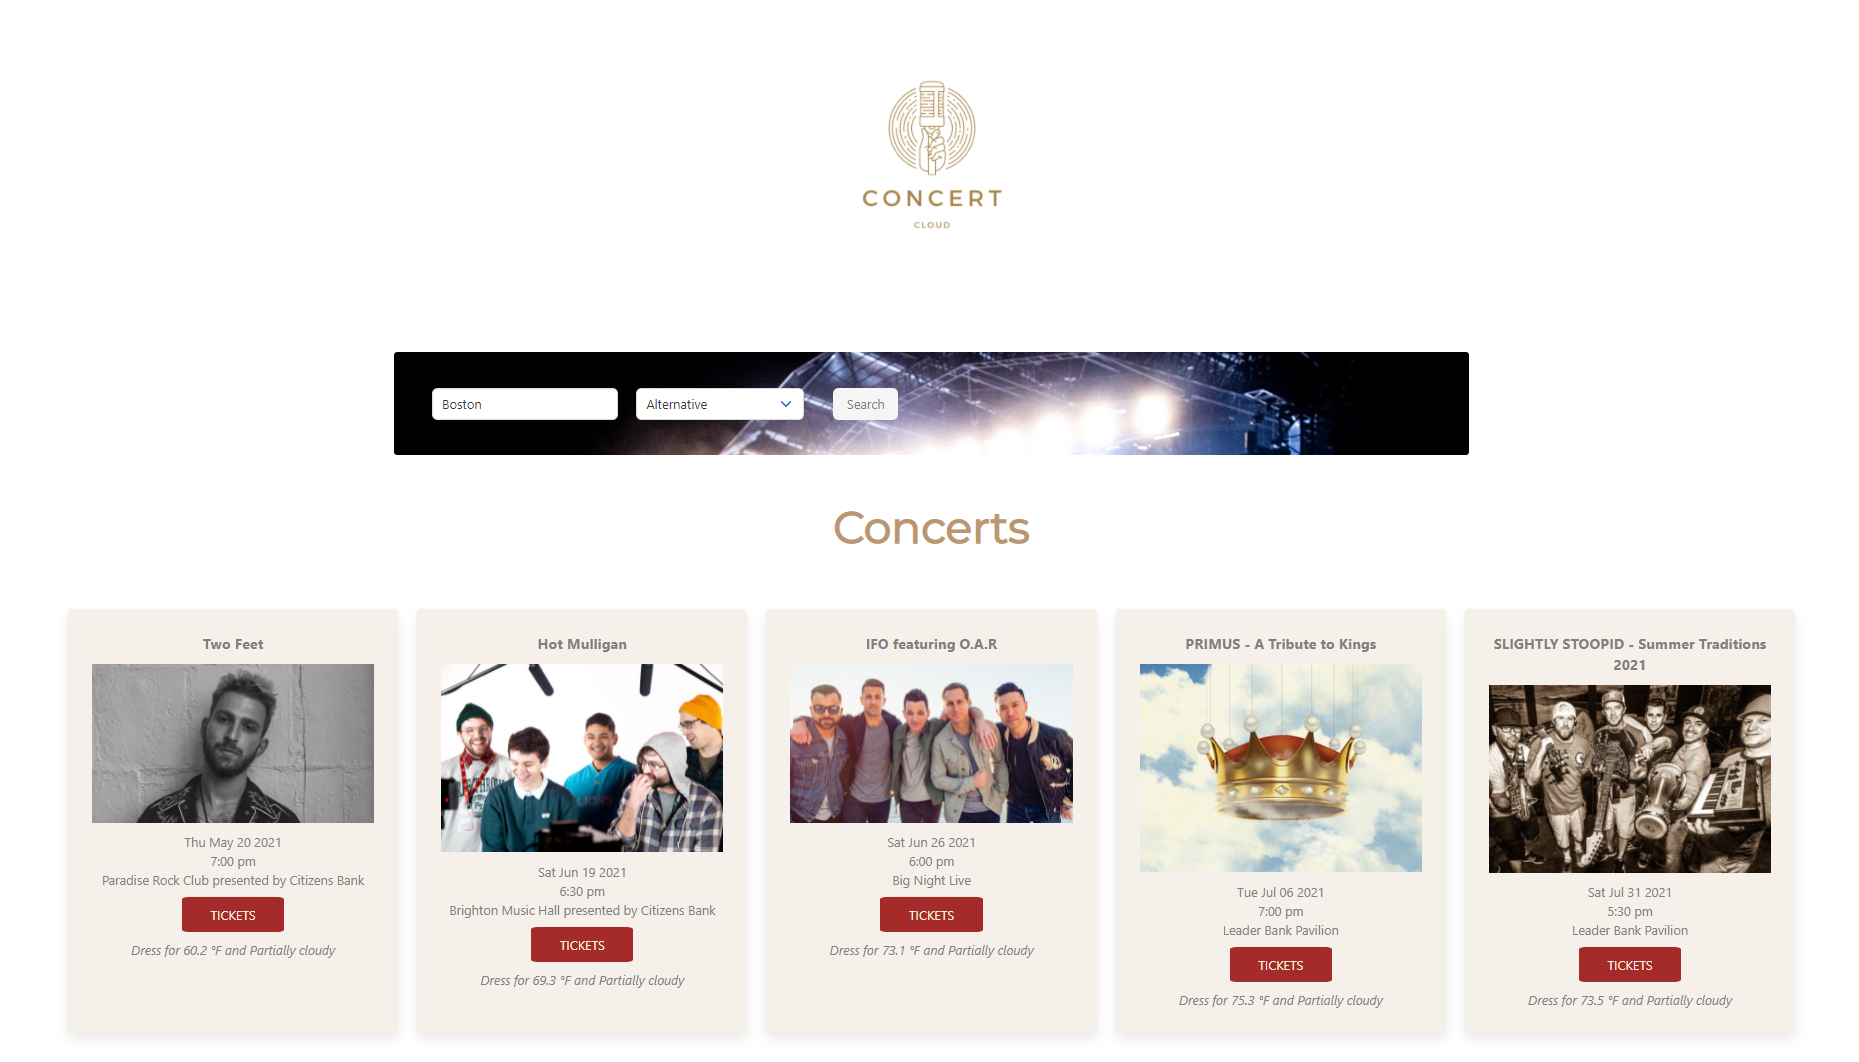 CONCERT
CLOUD
Boston
Alternative
Search
Concerts
Two Feet
Thu May 20 2021
7:00 pm
Paradise Rock Club presented by Citizens Bank
TICKETS
Dress for 60.2 °F and Partially cloudy
Hot Mulligan
LIONS
Sat Jun 19 2021
6:30 pm
Brighton Music Hall presented by Citizens Bank
TICKETS
Dress for 69.3 °F and Partially cloudy
IFO featuring O.A.R
Sat Jun 26 2021
6:00 pm
Big Night Live
TICKETS
Dress for 73.1 °F and Partially cloudy
PRIMUS - A Tribute to Kings
Tue Jul 06 2021
7:00 pm
Leader Bank Pavilion
TICKETS
Dress for 75.3 °F and Partially cloudy
SLIGHTLY STOOPID - Summer Traditions
2021
Sat Jul 31 2021
5:30 pm
Leader Bank Pavilion
TICKETS
Dress for 73.5 °F and Partially cloudy